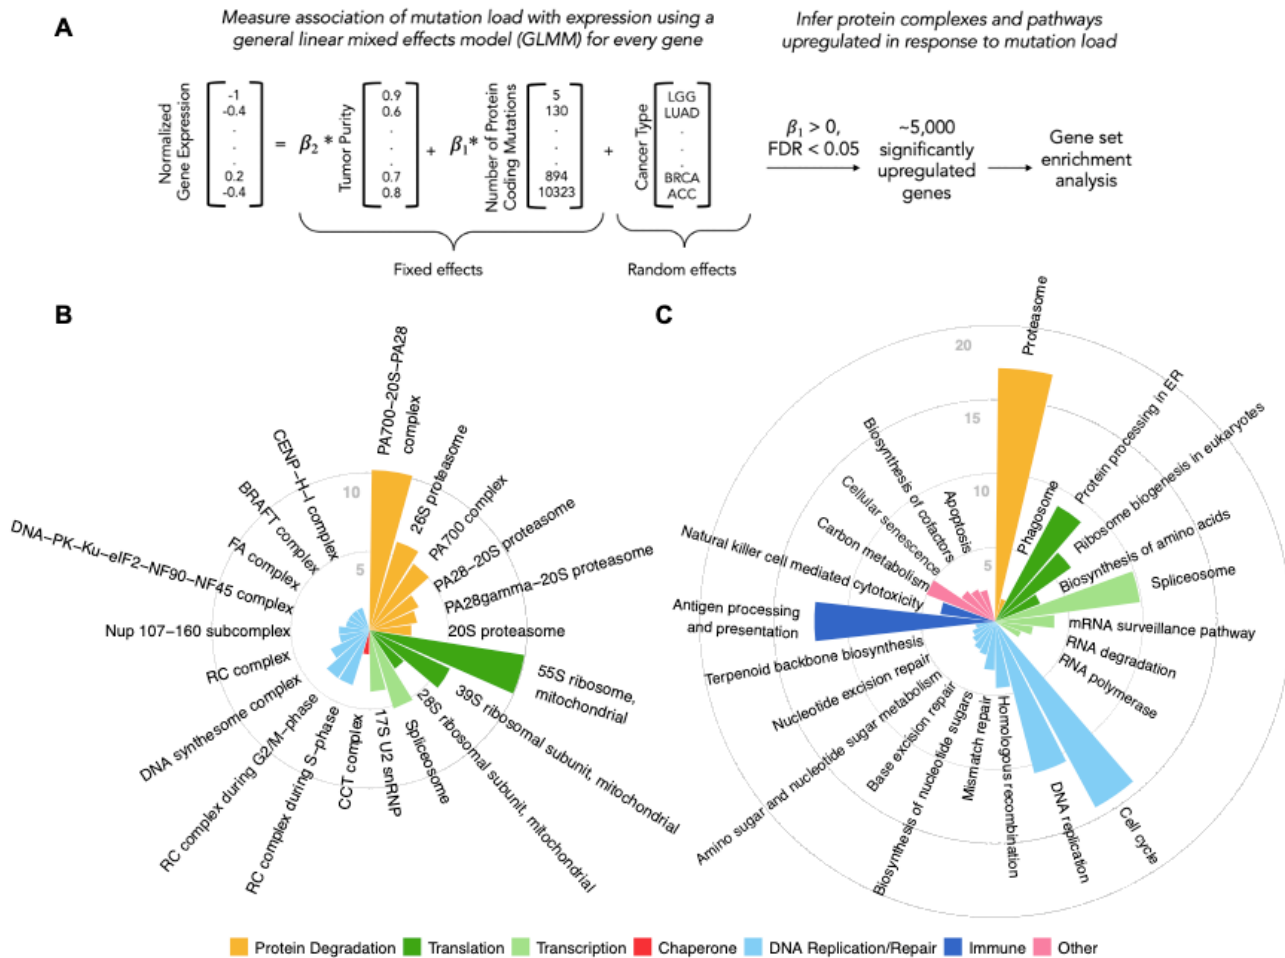 A
Measure association of mutation load with expression using a
general linear mixed effects model (GLMM) for every gene
Infer protein complexes and pathways
upregulated in response to mutation load
Normalized
Gene Expression
-1
-0.4
.
.
.
0.2
-0.4
=
β2 *
Tumor Purity
0.9
0.6
.
.
.
0.7
0.8
+
β1*
Number of Protein
Coding Mutations
5
130
.
.
.
894
10323
+
Cancer Type
LGG
LUAD
.
.
.
BRCA
ACC
β1 > 0,
FDR < 0.05
~5,000
significantly
upregulated
genes
Gene set
enrichment
analysis
Fixed effects
Random effects
B
10
5
PA700−20S−PA28
complex
26S proteasome
PA700 complex
PA28−20S proteasome
PA28gamma−20S proteasome
20S proteasome
55S ribosome,
mitochondrial
39S ribosomal subunit, mitochondrial
28S ribosomal subunit, mitochondrial
Spliceosome
17S U2 snRNP
CCT complex
RC complex during S−phase
RC complex during G2/M−phase
DNA synthesome complex
RC complex
Nup 107−160 subcomplex
DNA−PK−Ku−eIF2−NF90−NF45 complex
FA complex
BRAFT complex
CENP−H−I complex
C
20
15
10
5
Proteasome
Phagosome
Protein processing in ER
Ribosome biogenesis in eukaryotes
Biosynthesis of amino acids
Spliceosome
mRNA surveillance pathway
RNA degradation
RNA polymerase
Cell cycle
DNA replication
Homologous recombination
Mismatch repair
Biosynthesis of nucleotide sugars
Base excision repair
Amino sugar and nucleotide sugar metabolism
Nucleotide excision repair
Terpenoid backbone biosynthesis
Antigen processing
and presentation
Natural killer cell mediated cytotoxicity
Carbon metabolism
Cellular senescence
Biosynthesis
of cofactors
Apoptosis
Protein Degradation
Translation
Transcription
Chaperone
DNA Replication/Repair
Immune
Other